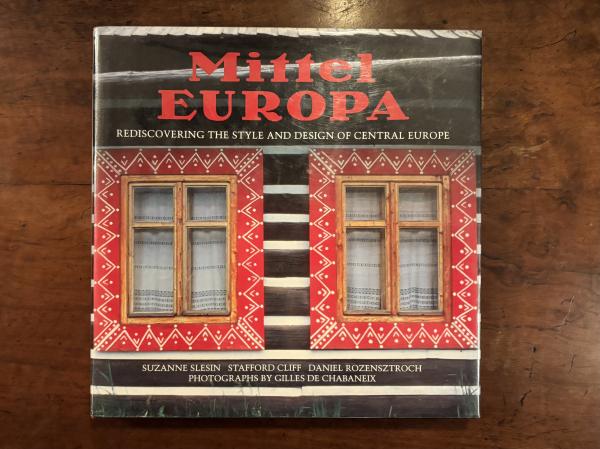 Mittel
EUROPA
REDISCOVERING THE STYLE AND DESIGN OF CENTRAL EUROPE
SUZANNE SLESIN STAFFORD CLIFF DANIEL ROZENSZTROCH
PHOTOGRAPHS BY GILLES DE CHABANEIX